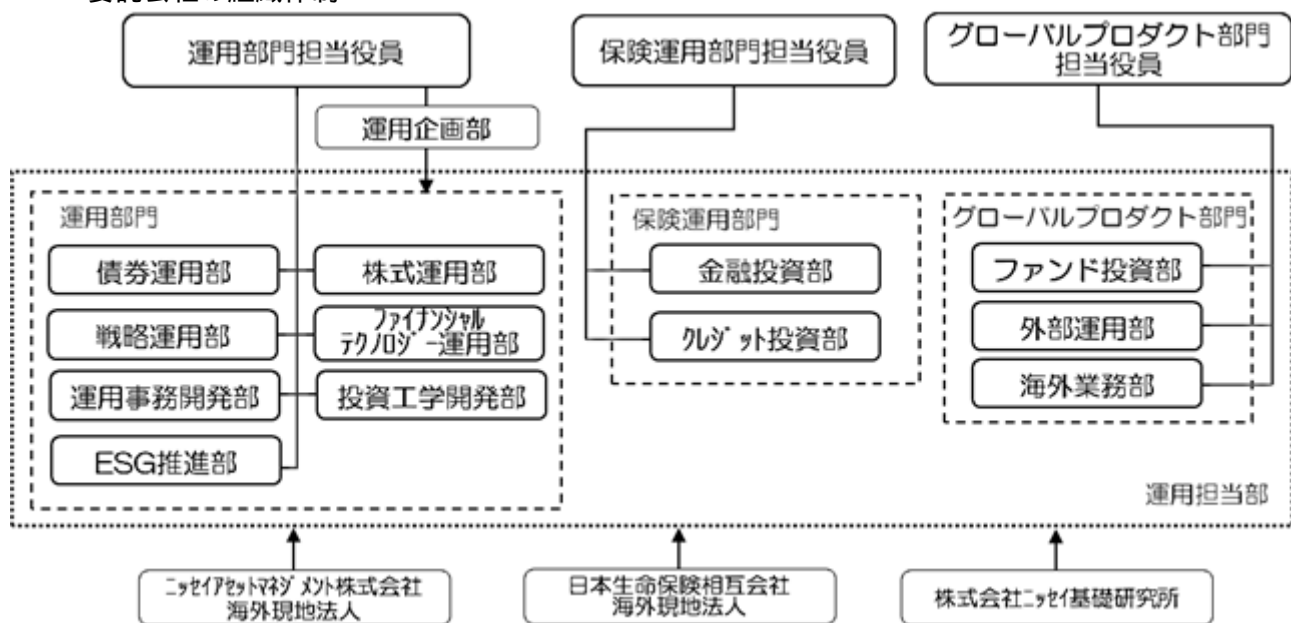 運用部門担当役員
保険運用部門担当役員
グローバルプロダクト部門
担当役員
運用企画部
運用部門
債券運用部
株式運用部
戦略運用部
ファイナンシャル
テクノロジー運用部
運用事務開発部
投資工学開発部
ESG推進部
保険運用部門
金融投資部
クレジット投資部
グローバルプロダクト部門
ファンド投資部
外部運用部
海外業務部
運用担当部
ニッセイアセットマネジメント株式会社
海外現地法人
日本生命保険相互会社
海外現地法人
株式会社ニッセイ基礎研究所